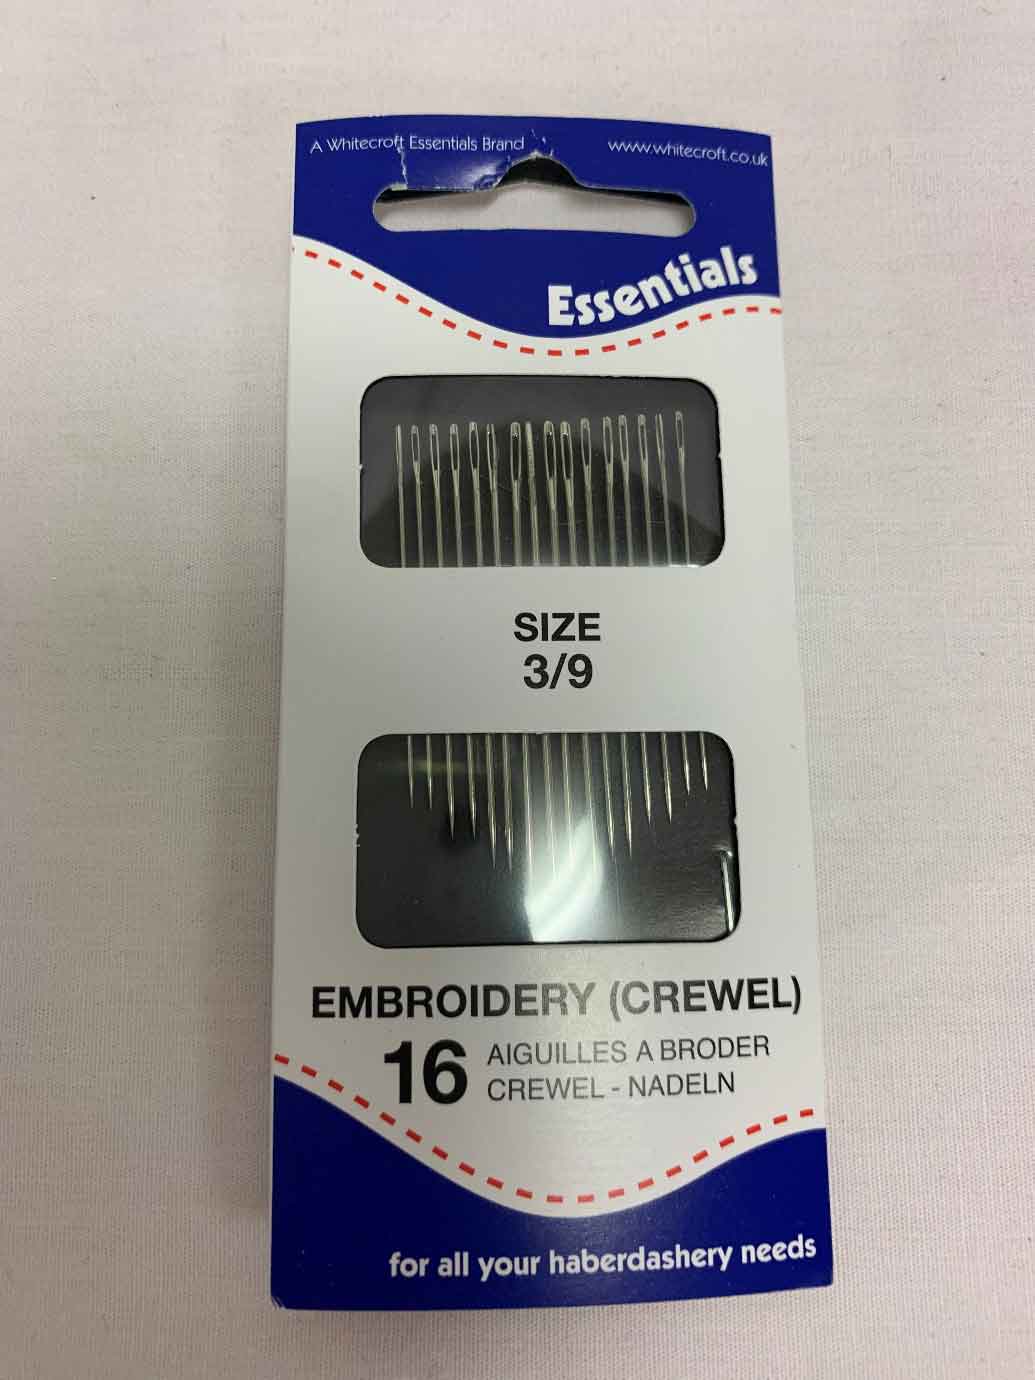 A Whitecroft Essentials Brand
www.whitecroft.co.uk
Essentials
SIZE
3/9
EMBROIDERY (CREWEL)
16
AIGUILLES A BRODER
CREWEL - NADELN
for all your haberdashery needs